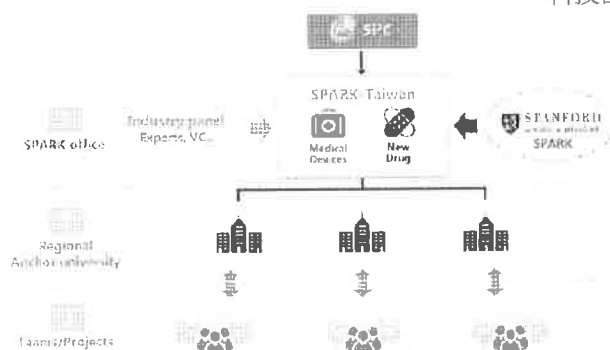 SPC
SPARK-Taiwan
Industry panel
Experts, VC..
Medical
Devices
New
Drug
STANFORD
SPARK
SPARK office
Regional
Anchor university
Teams/Projects